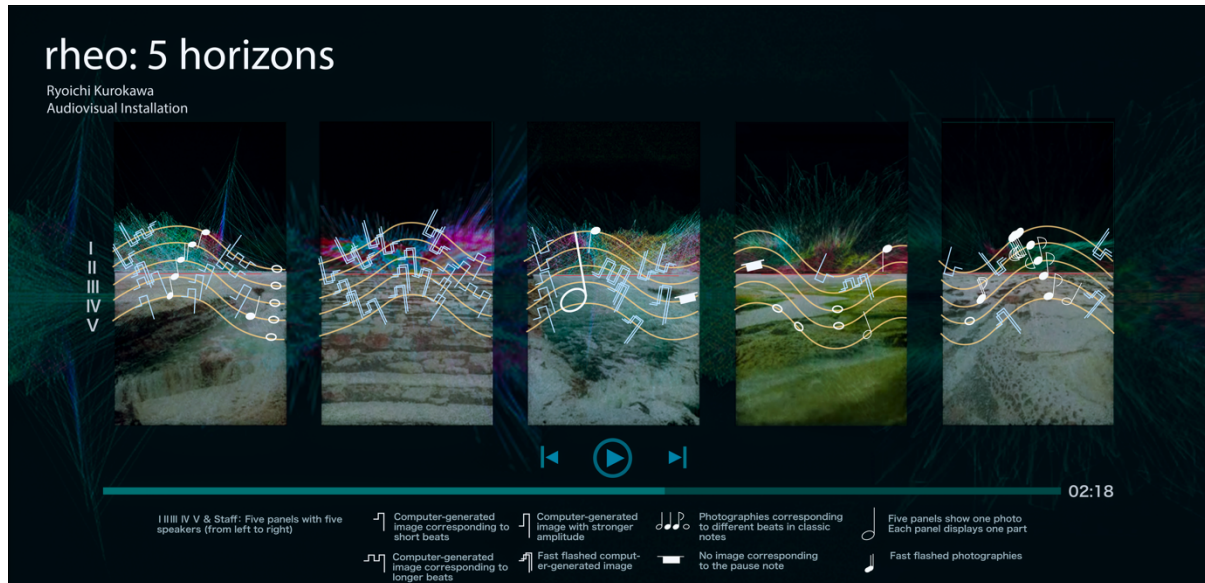 rheo: 5 horizons
Ryoichi Kurokawa
Audiovisual Installation
I
II
III
IV
V
02:18
I II III IV V & Staff: Five panels with five
speakers (from left to right)
Computer-generated
image corresponding to
short beats
Computer-generated
image with stronger
amplitude
Photographies corresponding
to different beats in classic
notes
Five panels show one photo
Each panel displays one part
Computer-generated
image corresponding to
longer beats
Fast flashed comput-
er-generated image
No image corresponding
to the pause note
Fast flashed photographies